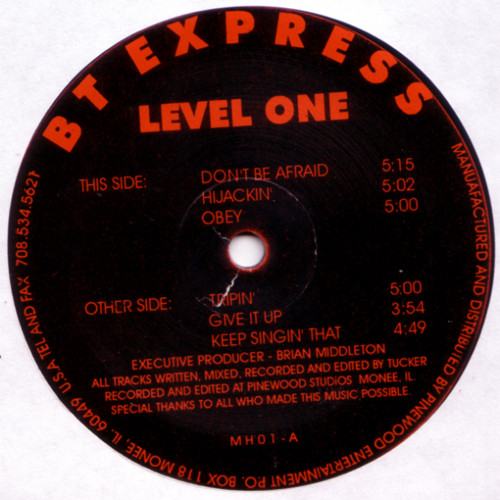 BT EXPRESS
LEVEL ONE
THIS SIDE:
DON'T BE AFRAID 5:15
HIJACKIN' 5:02
OBEY 5:00
OTHER SIDE:
TRIPIN' 5:00
GIVE IT UP 3:54
KEEP SINGIN' THAT 4:49
EXECUTIVE PRODUCER - BRIAN MIDDLETON
ALL TRACKS WRITTEN, MIXED, RECORDED AND EDITED BY TUCKER
RECORDED AND EDITED AT PINEWOOD STUDIOS MONEE, IL.
SPECIAL THANKS TO ALL WHO MADE THIS MUSIC POSSIBLE.
MH01-A
MANUAFACTURED AND DISTRIBUTED BY PINEWOOD ENTERTAINMENT PO. BOX 118 MONEE, IL. 60449 U.S.A TEL AND FAX 708.534.5621